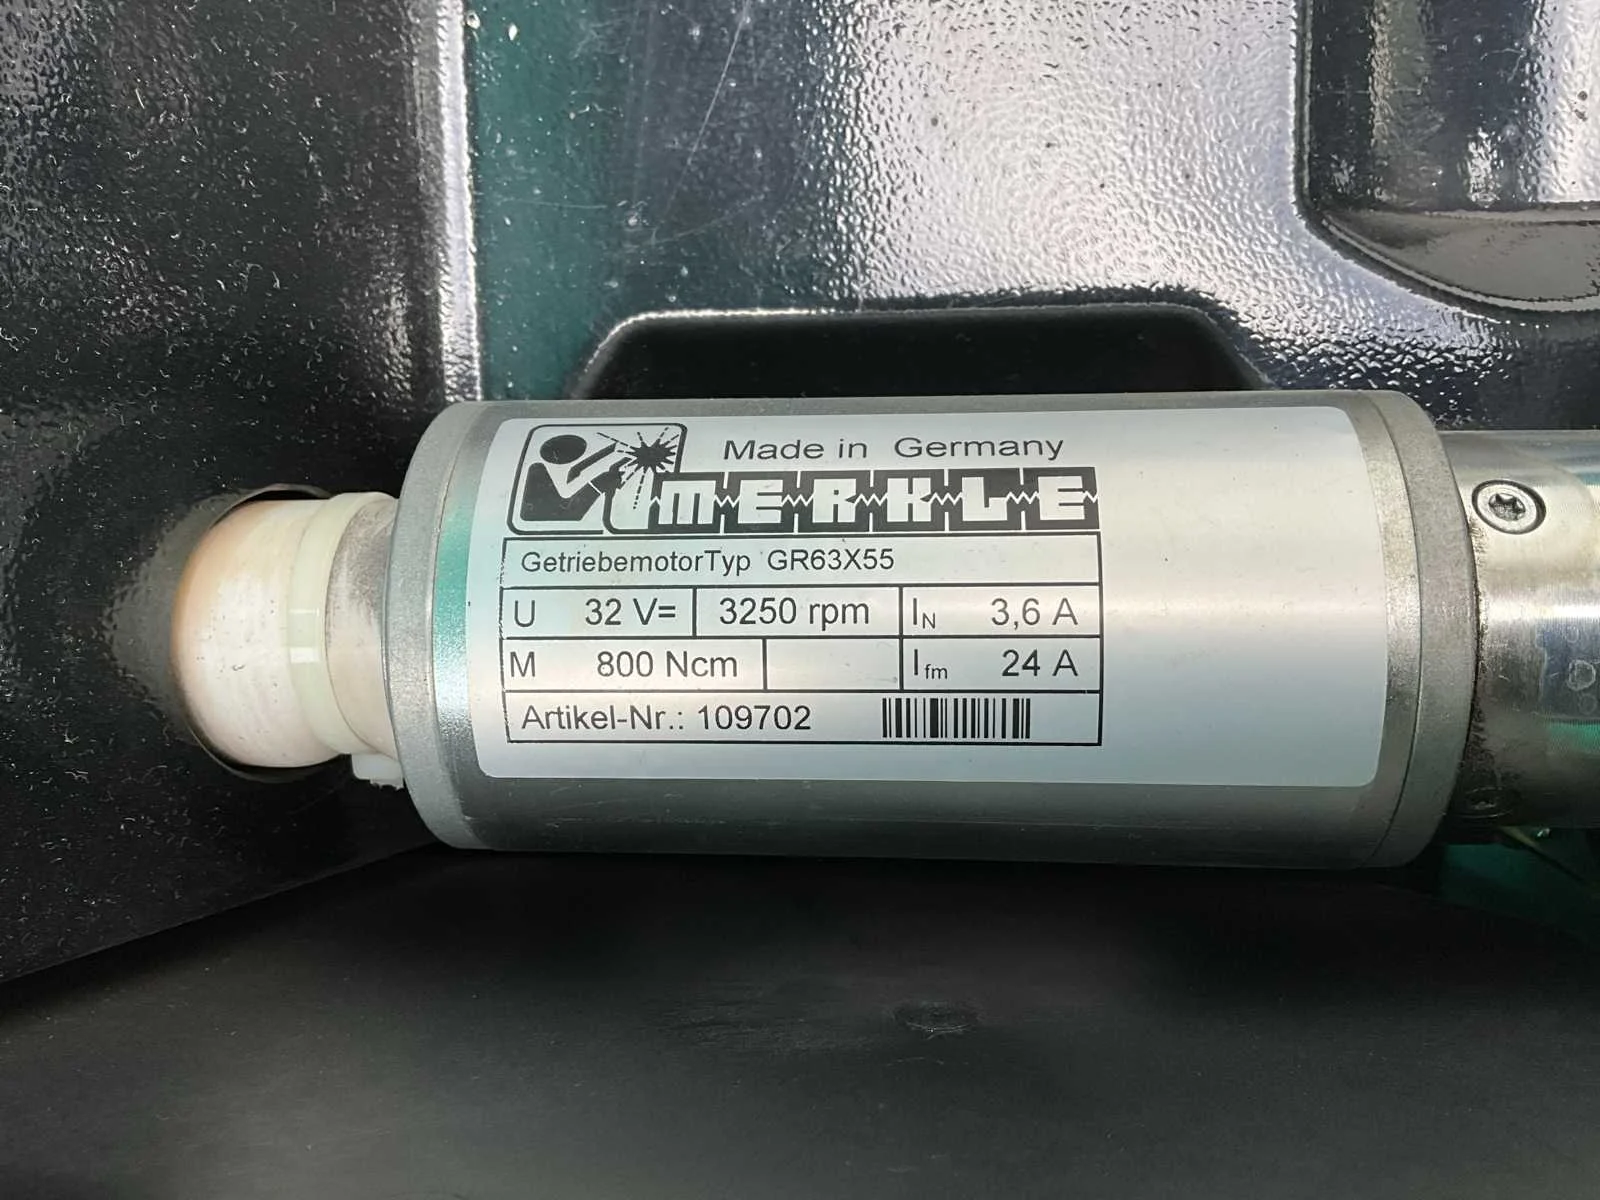 Made in Germany
MERKLE
GetriebemotorTyp GR63X55
U 32 V= 3250 rpm IN 3,6 A
M 800 Ncm Ifm 24 A
Artikel-Nr.: 109702